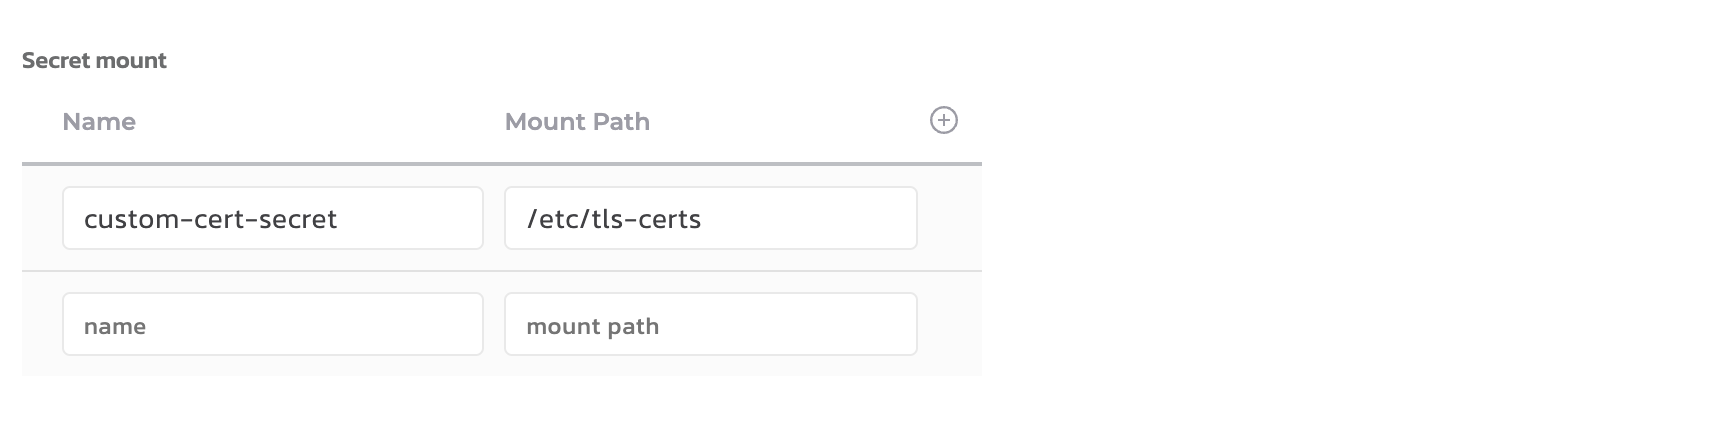 Secret mount
Name Mount Path
custom-cert-secret /etc/tls-certs
name mount path